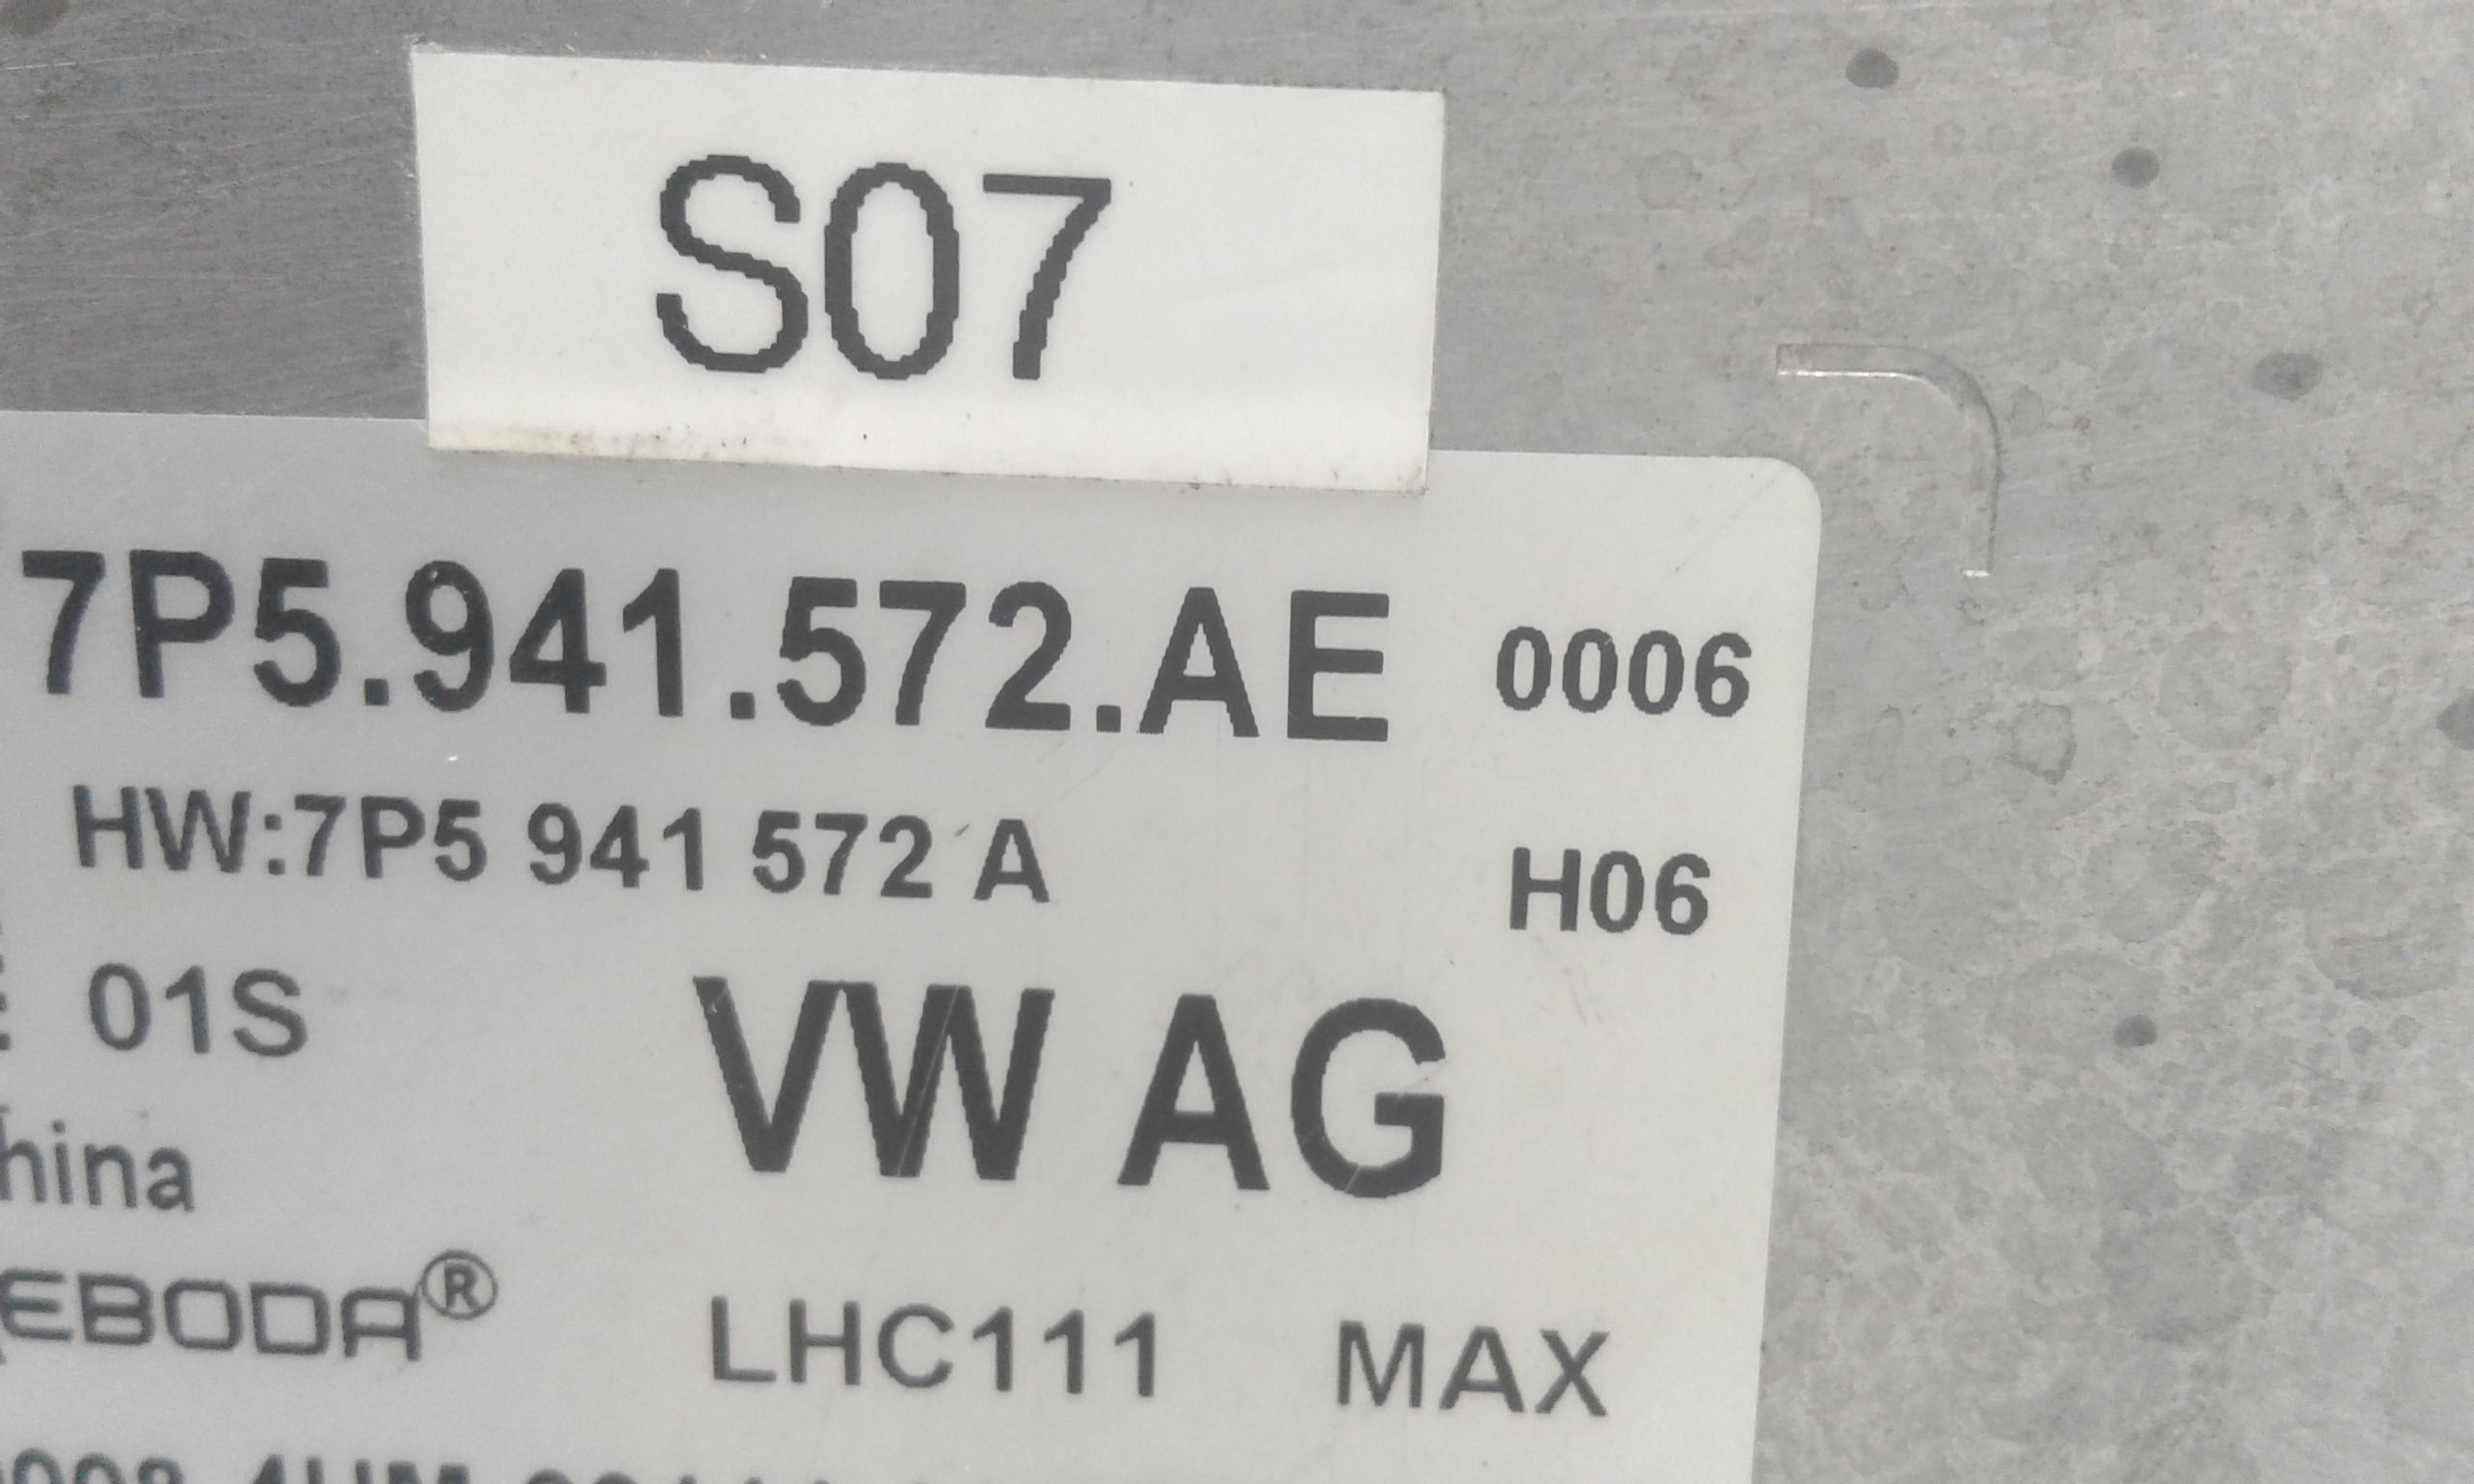 S07
7P5.941.572.AE 0006
HW:7P5 941 572 A H06
01S VW AG
hina
EBODA® LHC111 MAX